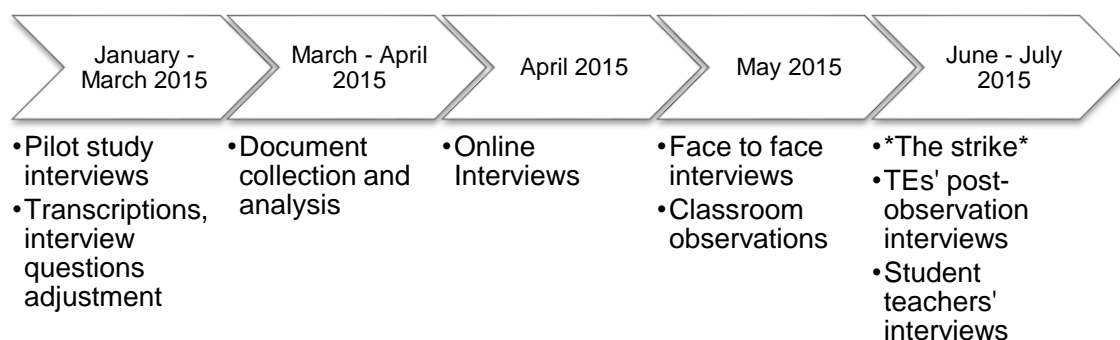 January -
March 2015
March - April
2015
April 2015
May 2015
June - July
2015
•Pilot study
interviews
•Transcriptions,
interview
questions
adjustment
•Document
collection and
analysis
•Online
Interviews
•Face to face
interviews
•Classroom
observations
•*The strike*
•TEs' post-
observation
interviews
•Student
teachers'
interviews